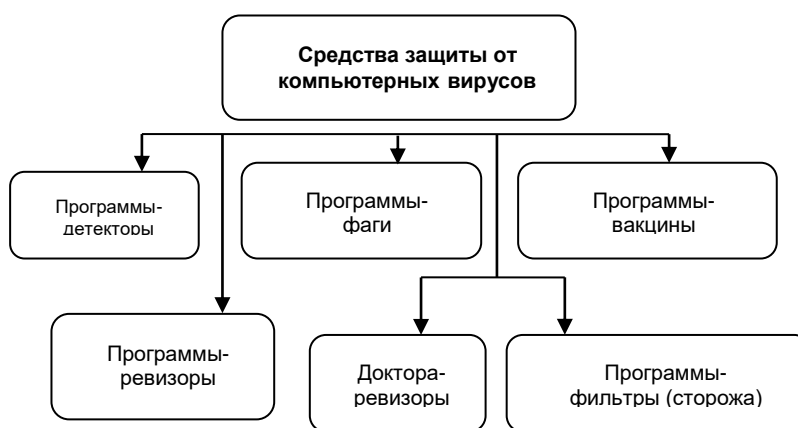 Средства защиты от
компьютерных вирусов
Программы-
детекторы
Программы-
фаги
Программы-
вакцины
Программы-
ревизоры
Доктора-
ревизоры
Программы-
фильтры (сторожа)